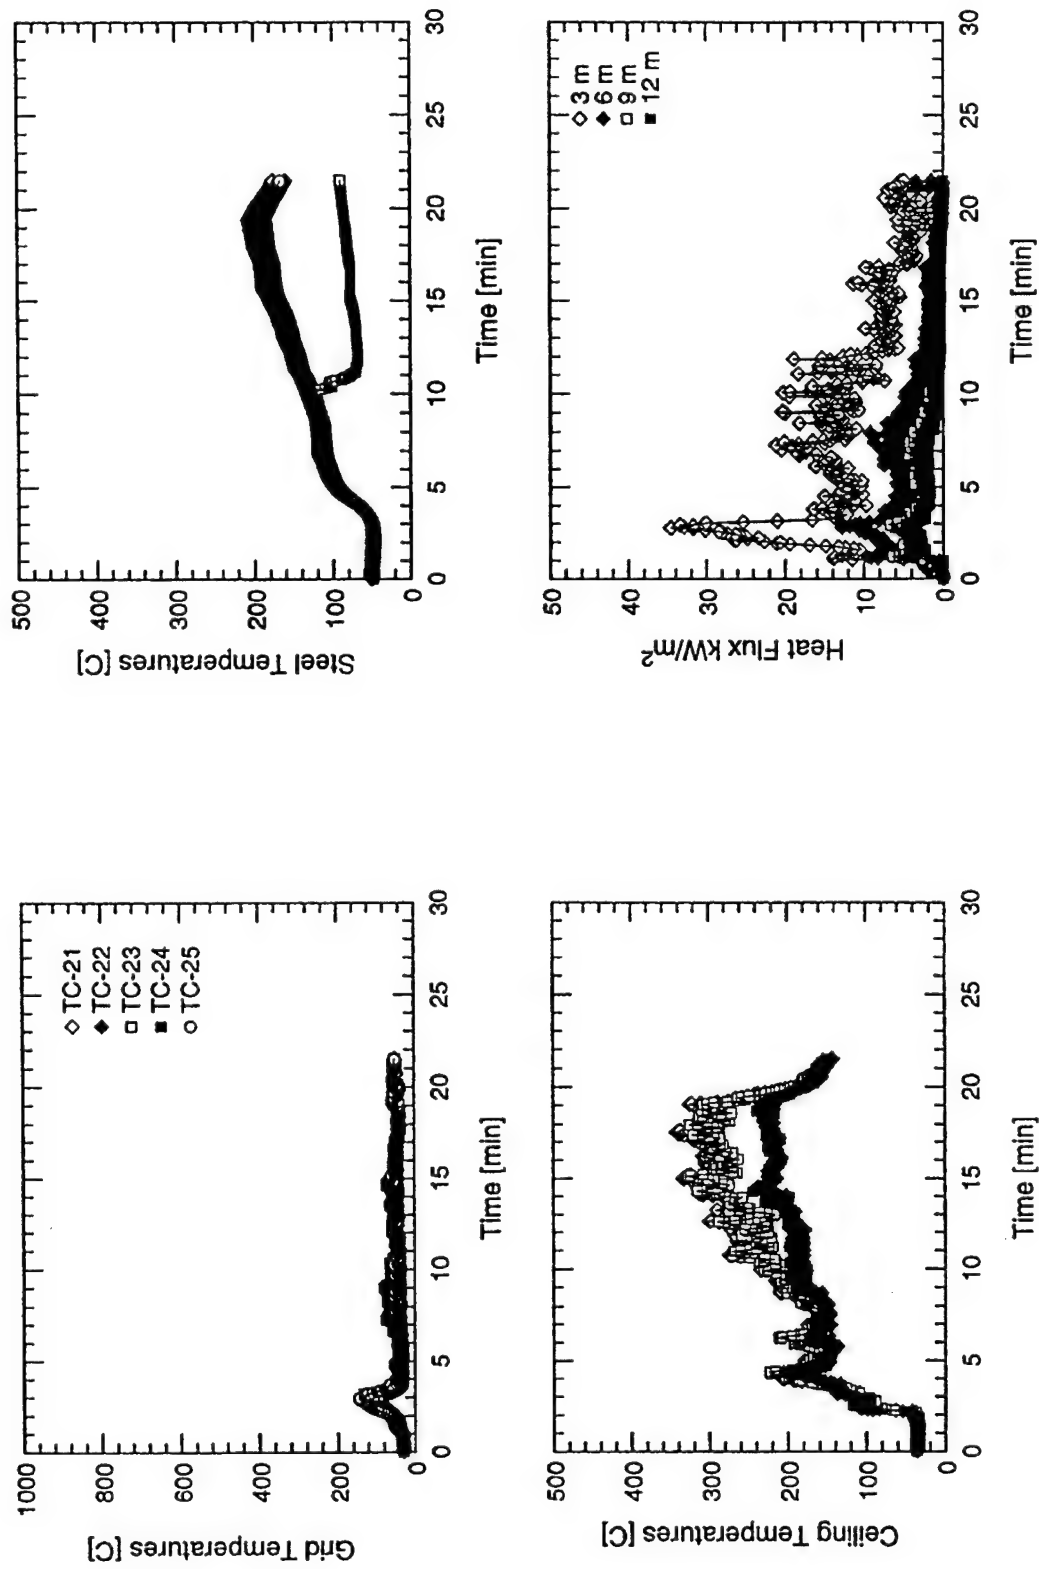 Grid Temperatures [C]
1000
800
600
400
200
0
0 5 10 15 20 25 30
Time [min]
TC-21
TC-22
TC-23
TC-24
TC-25
Ceiling Temperatures [C]
500
400
300
200
100
0
0 5 10 15 20 25 30
Time [min]
Steel Temperatures [C]
500
400
300
200
100
0
0 5 10 15 20 25 30
Time [min]
Heat Flux kW/m²
50
40
30
20
10
0
0 5 10 15 20 25 30
Time [min]
3 m
6 m
9 m
12 m